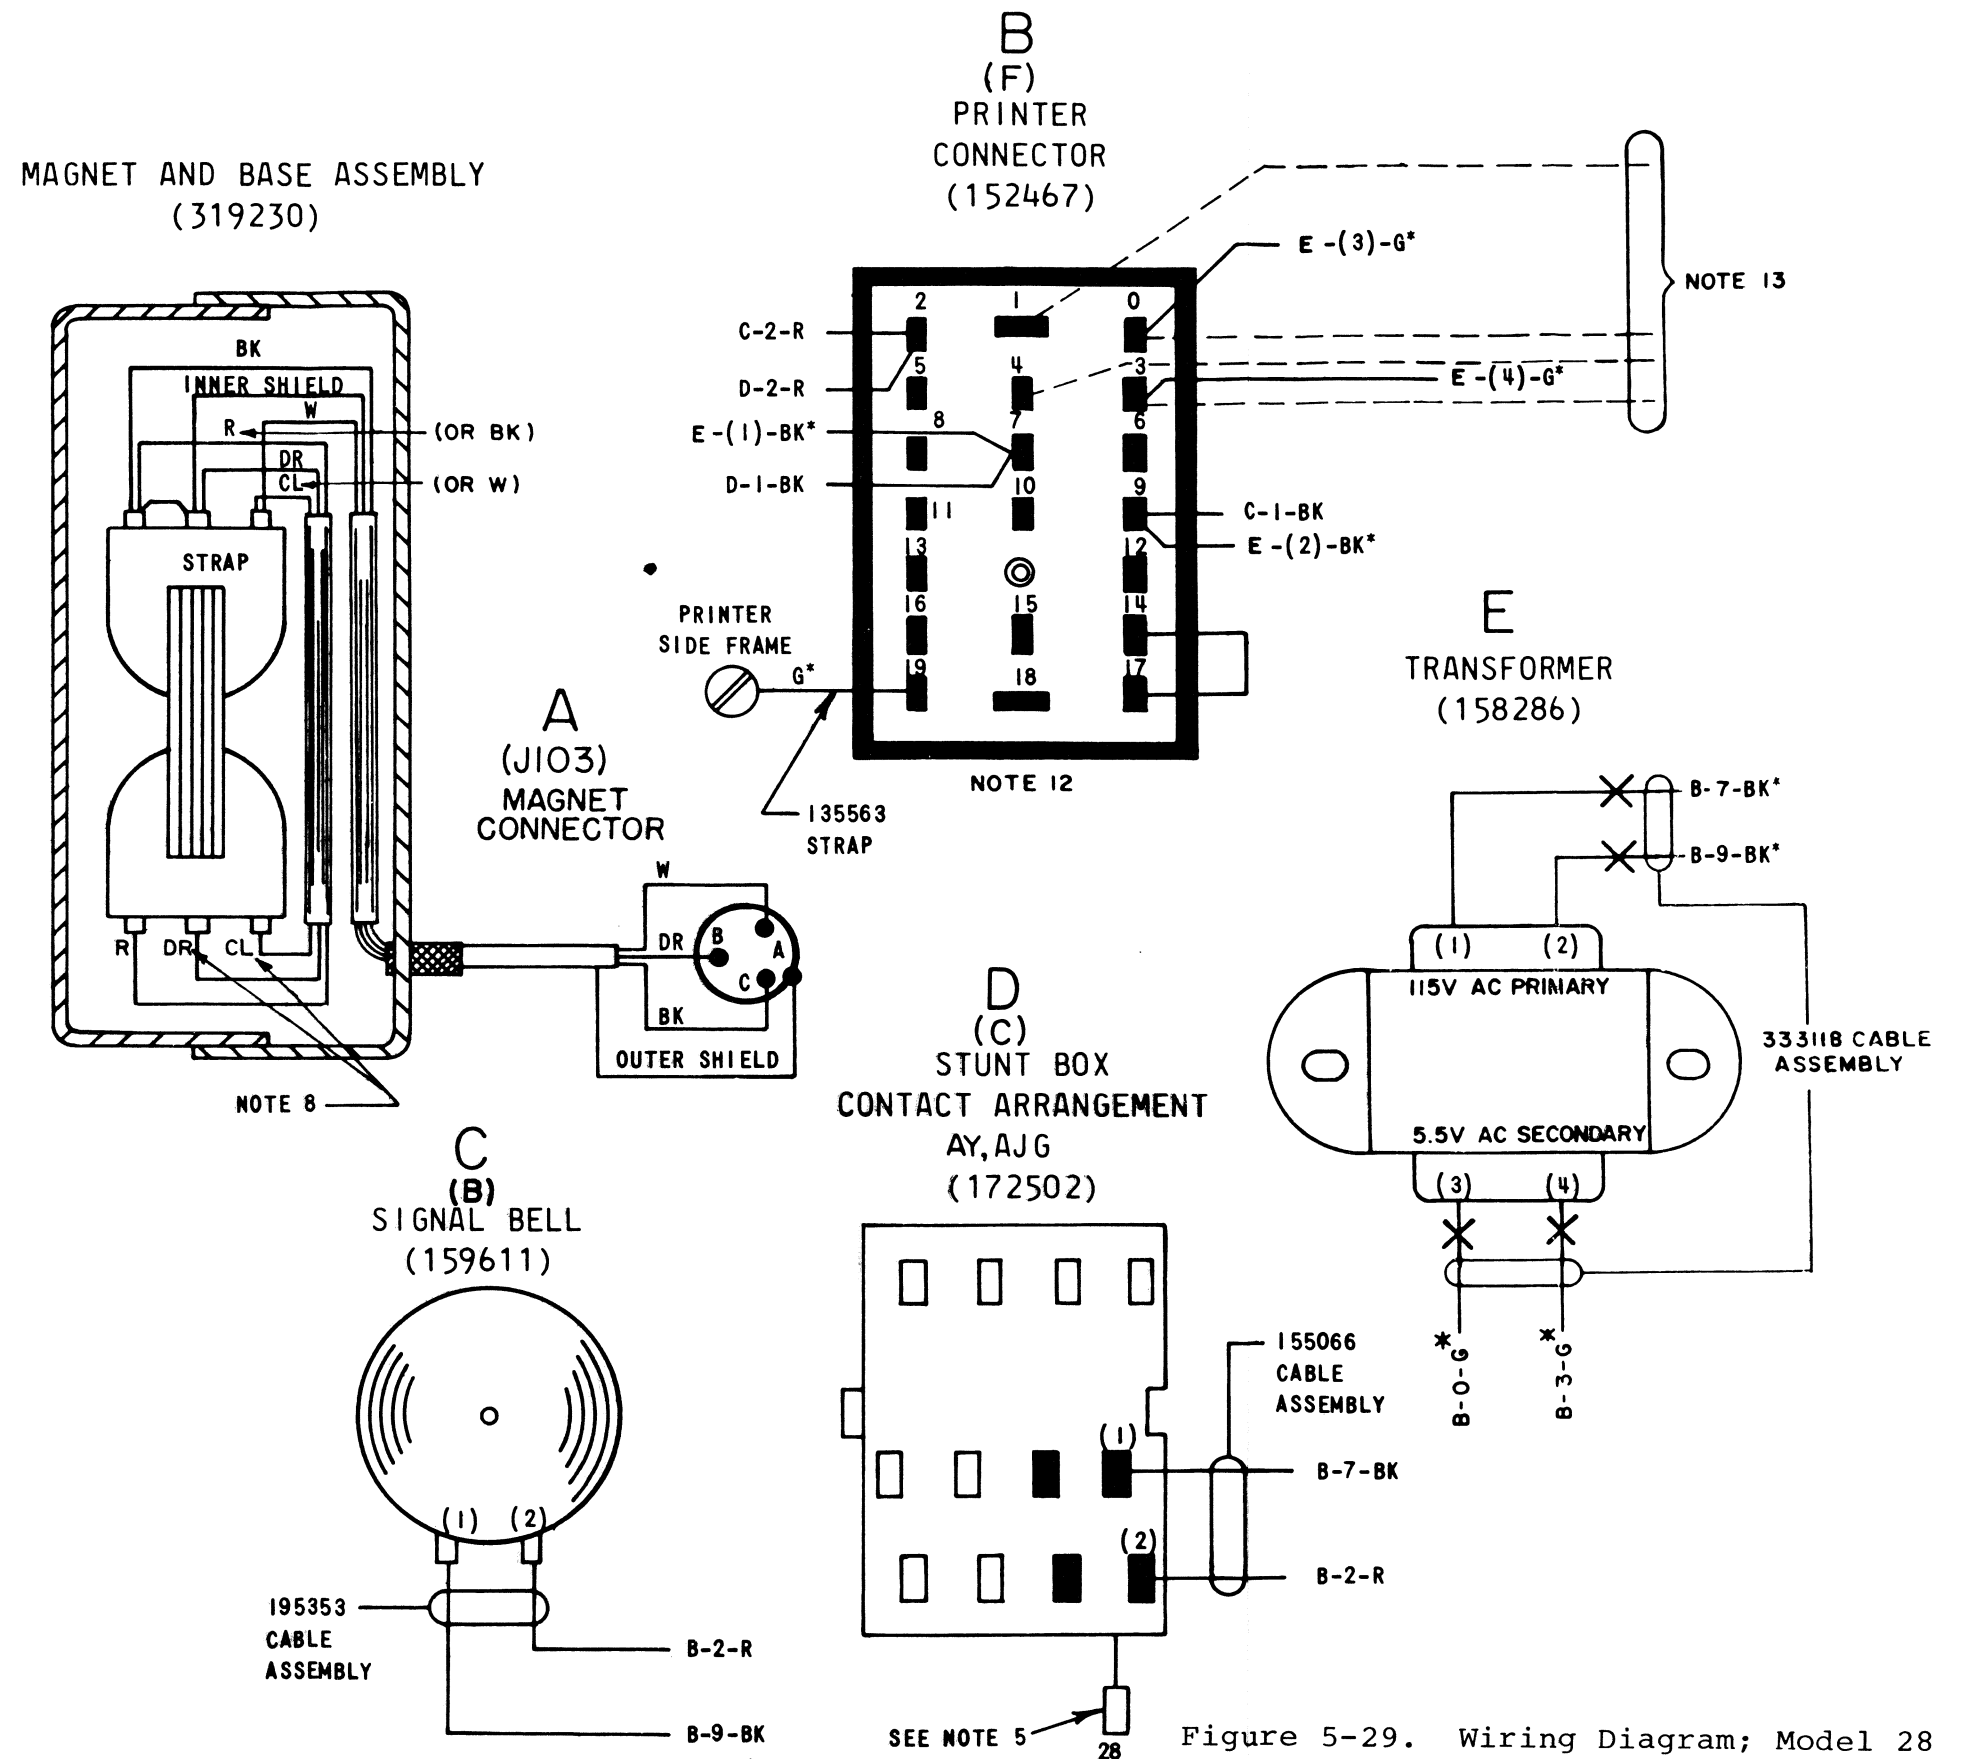 MAGNET AND BASE ASSEMBLY
(319230)
BK
INNER SHIELD
W
R
(OR BK)
DR
CL
(OR W)
STRAP
R
DR
CL
NOTE 8
A
(J103)
MAGNET
CONNECTOR
W
DR
BK
B
A
C
OUTER SHIELD
B
(F)
PRINTER
CONNECTOR
(152467)
2
1
0
5
4
3
8
7
6
11
10
9
13
12
16
15
14
19
18
17
C-2-R
D-2-R
E-(1)-BK*
D-1-BK
E-(3)-G*
NOTE 13
E-(4)-G*
C-1-BK
E-(2)-BK*
PRINTER
SIDE FRAME
G*
135563
STRAP
NOTE 12
E
TRANSFORMER
(158286)
B-7-BK*
B-9-BK*
(1)
(2)
115V AC PRIMARY
333118 CABLE
ASSEMBLY
5.5V AC SECONDARY
(3)
(4)
B-0-G*
B-3-G*
C
(B)
SIGNAL BELL
(159611)
(1)
(2)
195353
CABLE
ASSEMBLY
B-2-R
B-9-BK
D
(C)
STUNT BOX
CONTACT ARRANGEMENT
AY,AJG
(172502)
155066
CABLE
ASSEMBLY
(1)
B-7-BK
(2)
B-2-R
SEE NOTE 5
28
Figure 5-29. Wiring Diagram; Model 28